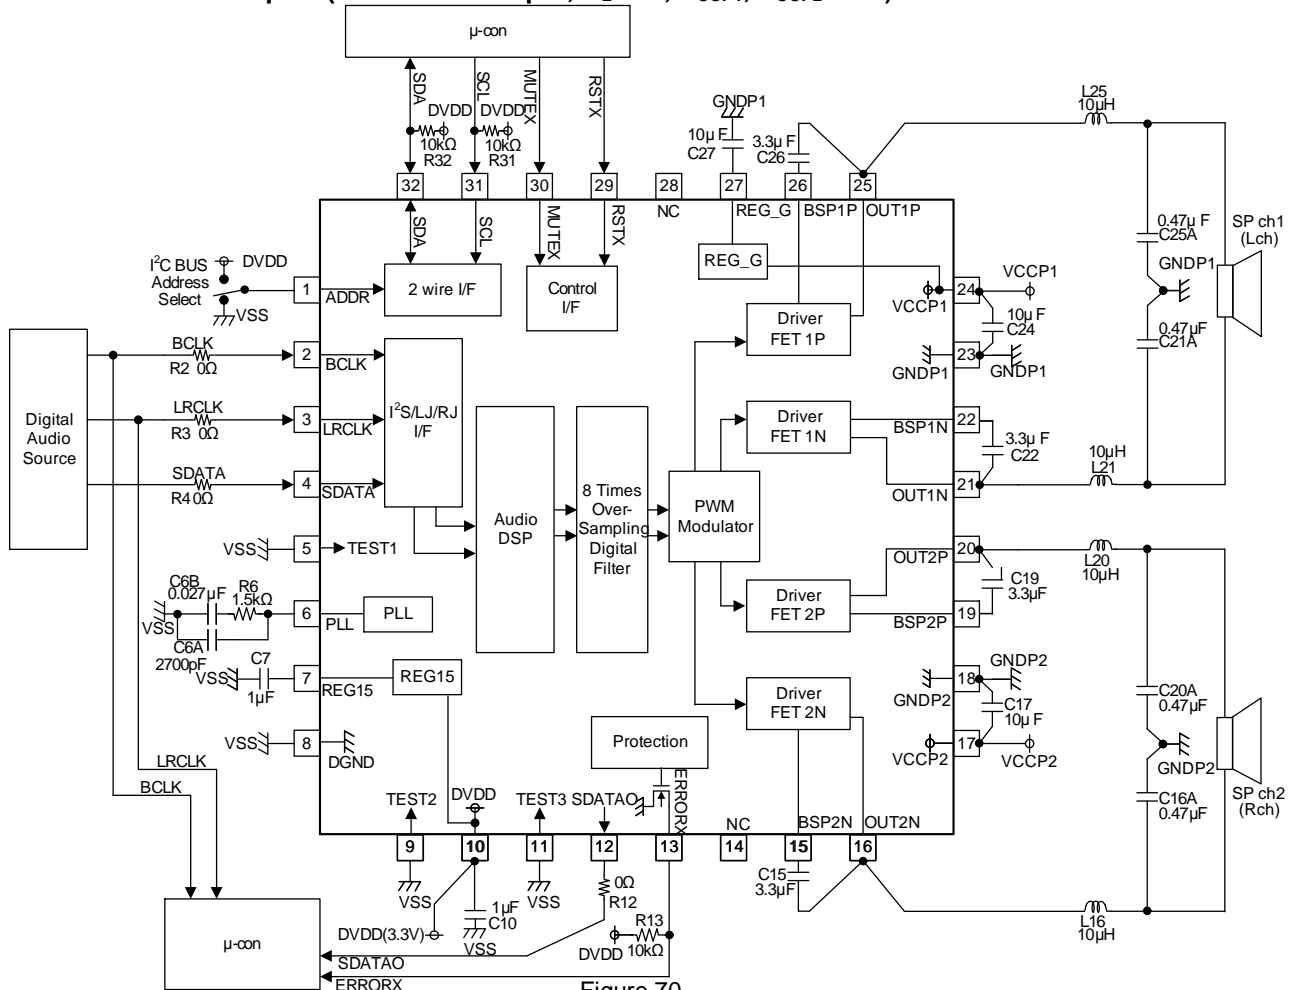 μ-con
SDA
SCL
MUTEX
RSTX
DVDD
DVDD
10kΩ
R32
10kΩ
R31
GNDP1
10μF
C27
3.3μF
C26
L25
10μH
32
31
30
29
28
27
26
25
NC
REG_G
BSP1P
OUT1P
SDA
SCL
MUTEX
RSTX
I²C BUS
Address
Select
DVDD
VSS
1
ADDR
2 wire I/F
Control
I/F
REG_G
VCCP1
24
VCCP1
10μF
C24
0.47μF
C25A
GNDP1
0.47μF
C21A
SP ch1
(Lch)
Driver
FET 1P
GNDP1
23
GNDP1
Digital
Audio
Source
BCLK
R2 0Ω
2
BCLK
LRCLK
R3 0Ω
3
LRCLK
SDATA
R4 0Ω
4
SDATA
I²S/LJ/RJ
I/F
Audio
DSP
8 Times
Over-
Sampling
Digital
Filter
PWM
Modulator
Driver
FET 1N
BSP1N
22
3.3μF
C22
OUT1N
21
10μH
L21
VSS
5
TEST1
C6B
0.027μF
R6
1.5kΩ
VSS
C6A
2700pF
6
PLL
PLL
OUT2P
20
L20
10μH
C19
3.3μF
Driver
FET 2P
BSP2P
19
C7
VSS
1μF
7
REG15
REG15
Driver
FET 2N
GNDP2
18
GNDP2
C17
10μF
VCCP2
17
VCCP2
C20A
0.47μF
GNDP2
C16A
0.47μF
SP ch2
(Rch)
VSS
8
DGND
Protection
ERRORX
LRCLK
BCLK
TEST2
DVDD
TEST3
SDATAO
NC
BSP2N
OUT2N
9
10
11
12
13
14
15
16
VSS
1μF
C10
VSS
VSS
0Ω
R12
C15
3.3μF
L16
10μH
DVDD(3.3V)
DVDD
R13
10kΩ
μ-con
SDATAO
ERRORX